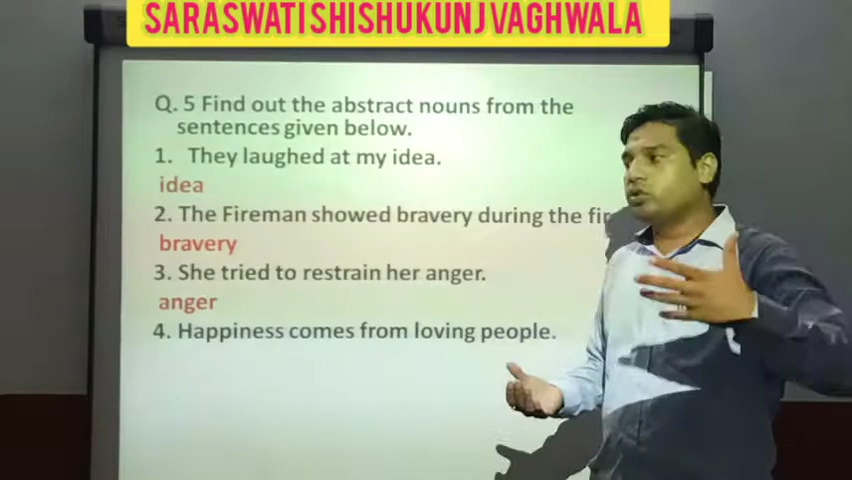 SARASWATI SHISHUKUNJ VAGHWALA
Q. 5 Find out the abstract nouns from the
sentences given below.
1. They laughed at my idea.
idea
2. The Fireman showed bravery during the
bravery
3. She tried to restrain her anger.
anger
4. Happiness comes from loving people.